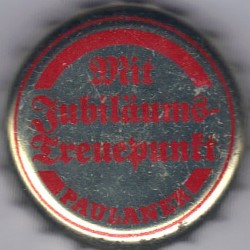 Mit
Jubiläums-
Treuepunkt
PAULANER